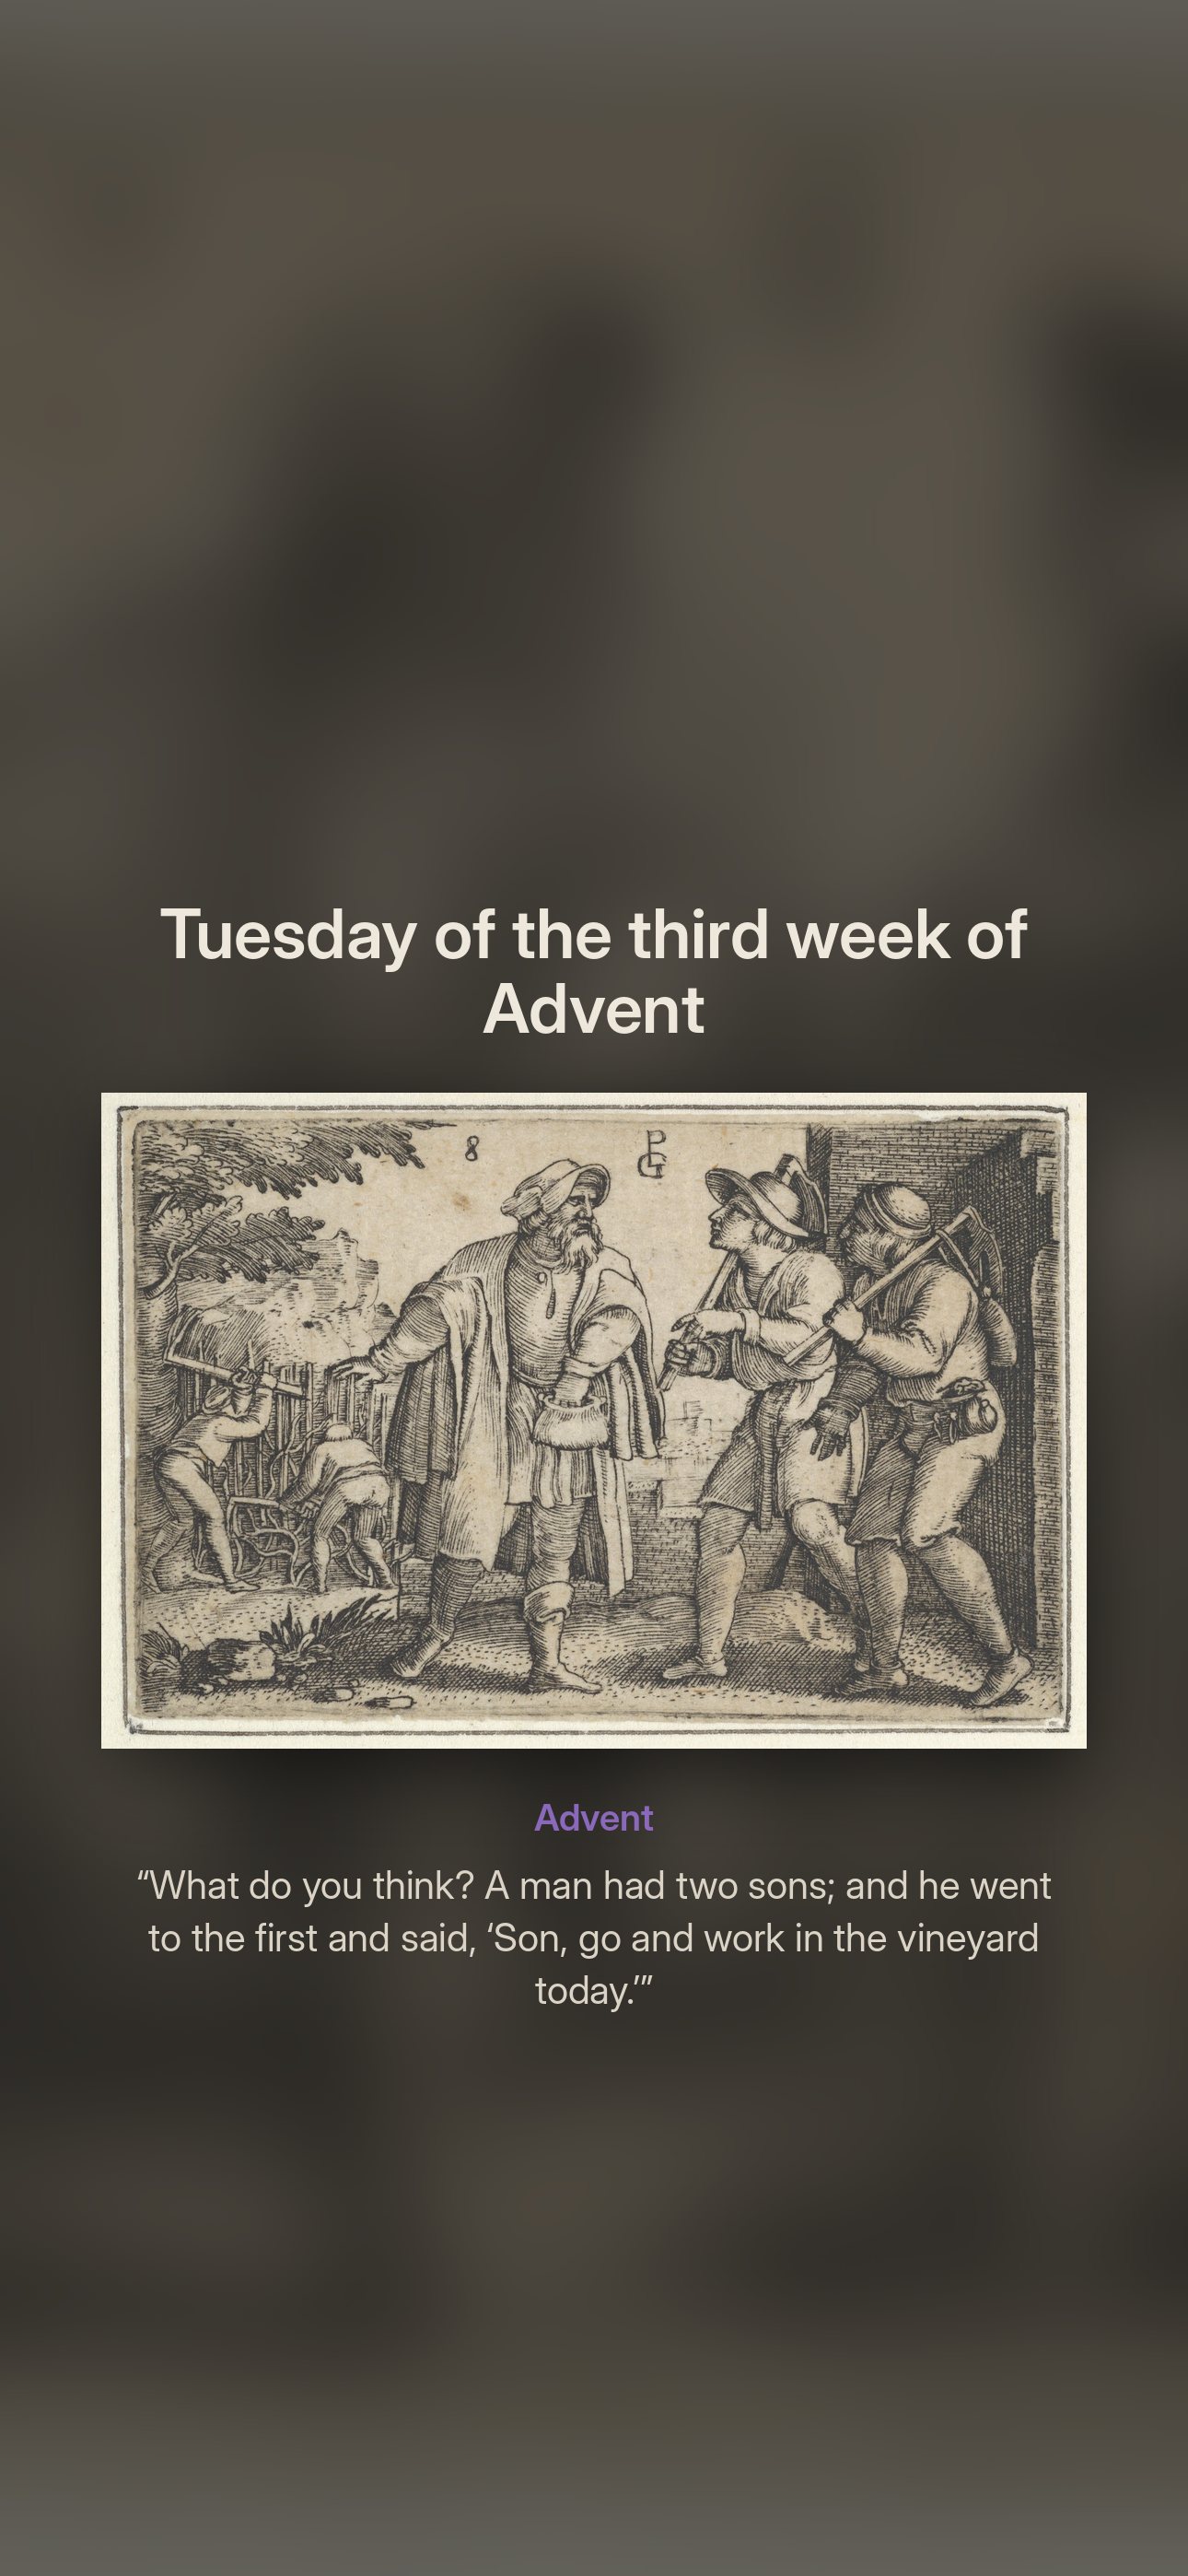 Tuesday of the third week of
Advent
8
PG
Advent
“What do you think? A man had two sons; and he went
to the first and said, ‘Son, go and work in the vineyard
today.’”